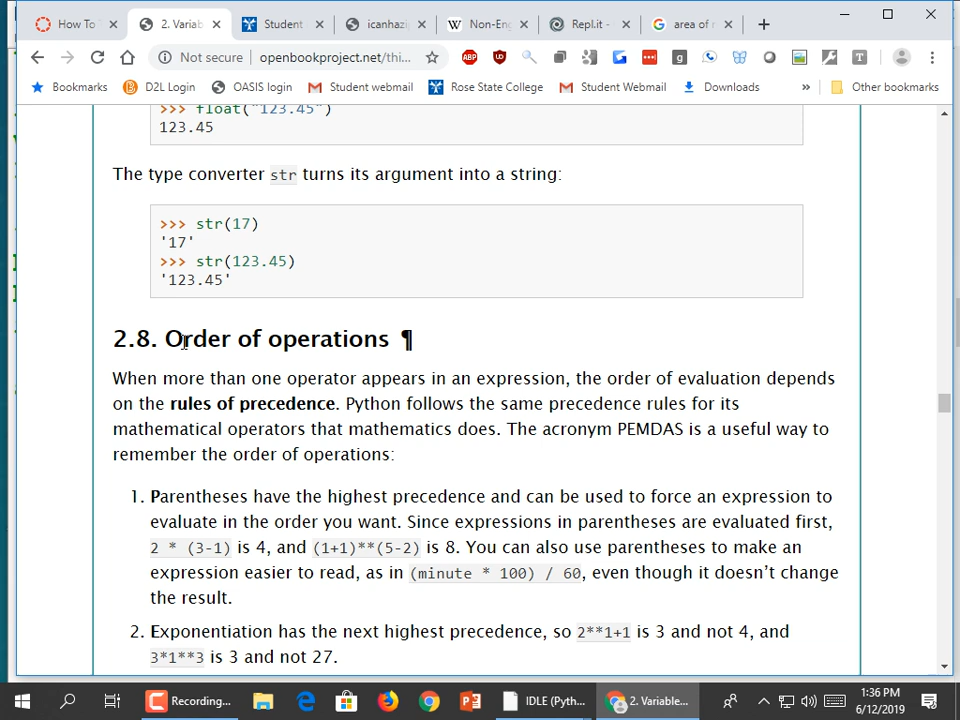 How To
2. Variab
Student
icanhazip
Non-Eng
Repl.it -
area of r
Not secure
openbookproject.net/thi...
Bookmarks
D2L Login
OASIS login
Student webmail
Rose State College
Student Webmail
Downloads
»
Other bookmarks
>>> float("123.45")
123.45
The type converter str turns its argument into a string:
>>> str(17)
'17'
>>> str(123.45)
'123.45'
2.8. Order of operations ¶
When more than one operator appears in an expression, the order of evaluation depends
on the rules of precedence. Python follows the same precedence rules for its
mathematical operators that mathematics does. The acronym PEMDAS is a useful way to
remember the order of operations:
1. Parentheses have the highest precedence and can be used to force an expression to
evaluate in the order you want. Since expressions in parentheses are evaluated first,
2 * (3-1) is 4, and (1+1)**(5-2) is 8. You can also use parentheses to make an
expression easier to read, as in (minute * 100) / 60, even though it doesn’t change
the result.
2. Exponentiation has the next highest precedence, so 2**1+1 is 3 and not 4, and
3*1**3 is 3 and not 27.
Recording...
IDLE (Pyth...
2. Variable...
1:36 PM
6/12/2019